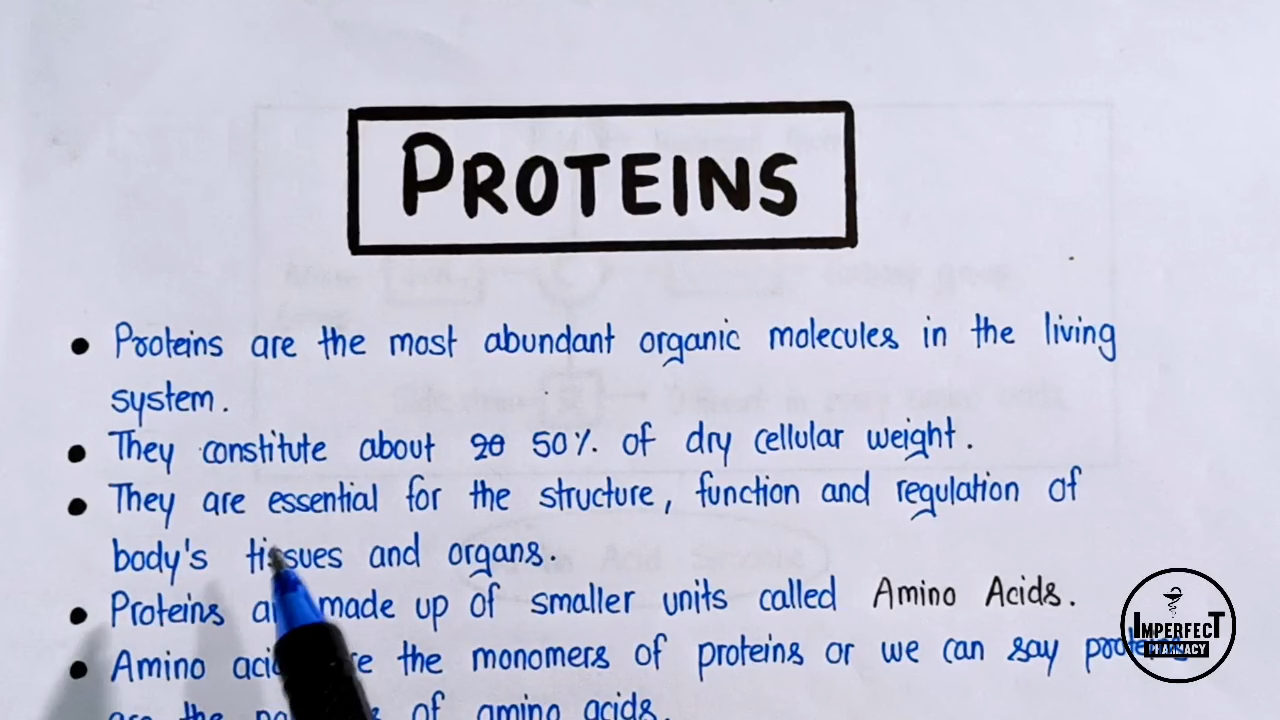 PROTEINS
• Proteins are the most abundant organic molecules in the living
system.
• They constitute about 20 50% of dry cellular weight.
• They are essential for the structure, function and regulation of
body's tissues and organs.
• Proteins made up of smaller units called Amino Acids.
• Amino the monomers of proteins or we can say proteins
are the of amino acids.
IMPERFECT
PHARMACY